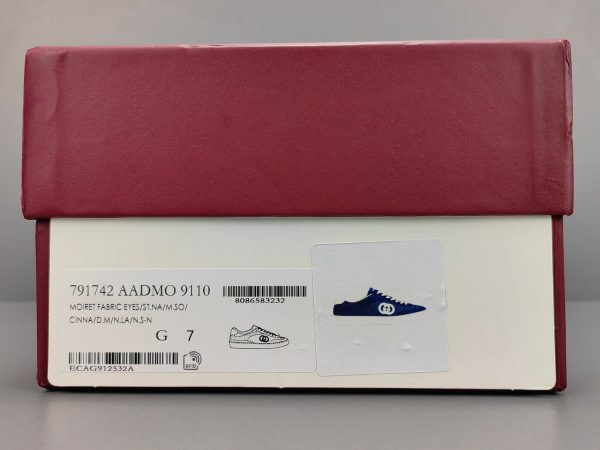 791742 AADMO 9110
8086583232
MOIRET FABRIC EYES/ST.NA/M.SO/
CINNA/D.M/N.LA/N.S-N
G 7
ECAG912532A
RFID